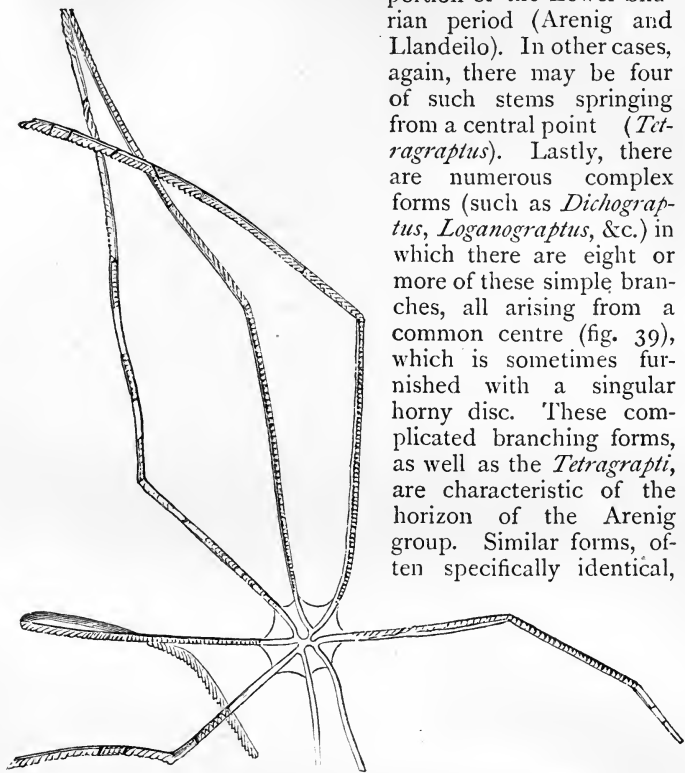 rian period (Arenig and
Llandeilo). In other cases,
again, there may be four
of such stems springing
from a central point (Tet-
ragraptus). Lastly, there
are numerous complex
forms (such as Dichograp-
tus, Loganograptus, &c.) in
which there are eight or
more of these simple bran-
ches, all arising from a
common centre (fig. 39),
which is sometimes fur-
nished with a singular
horny disc. These com-
plicated branching forms,
as well as the Tetragrapti,
are characteristic of the
horizon of the Arenig
group. Similar forms, of-
ten specifically identical,